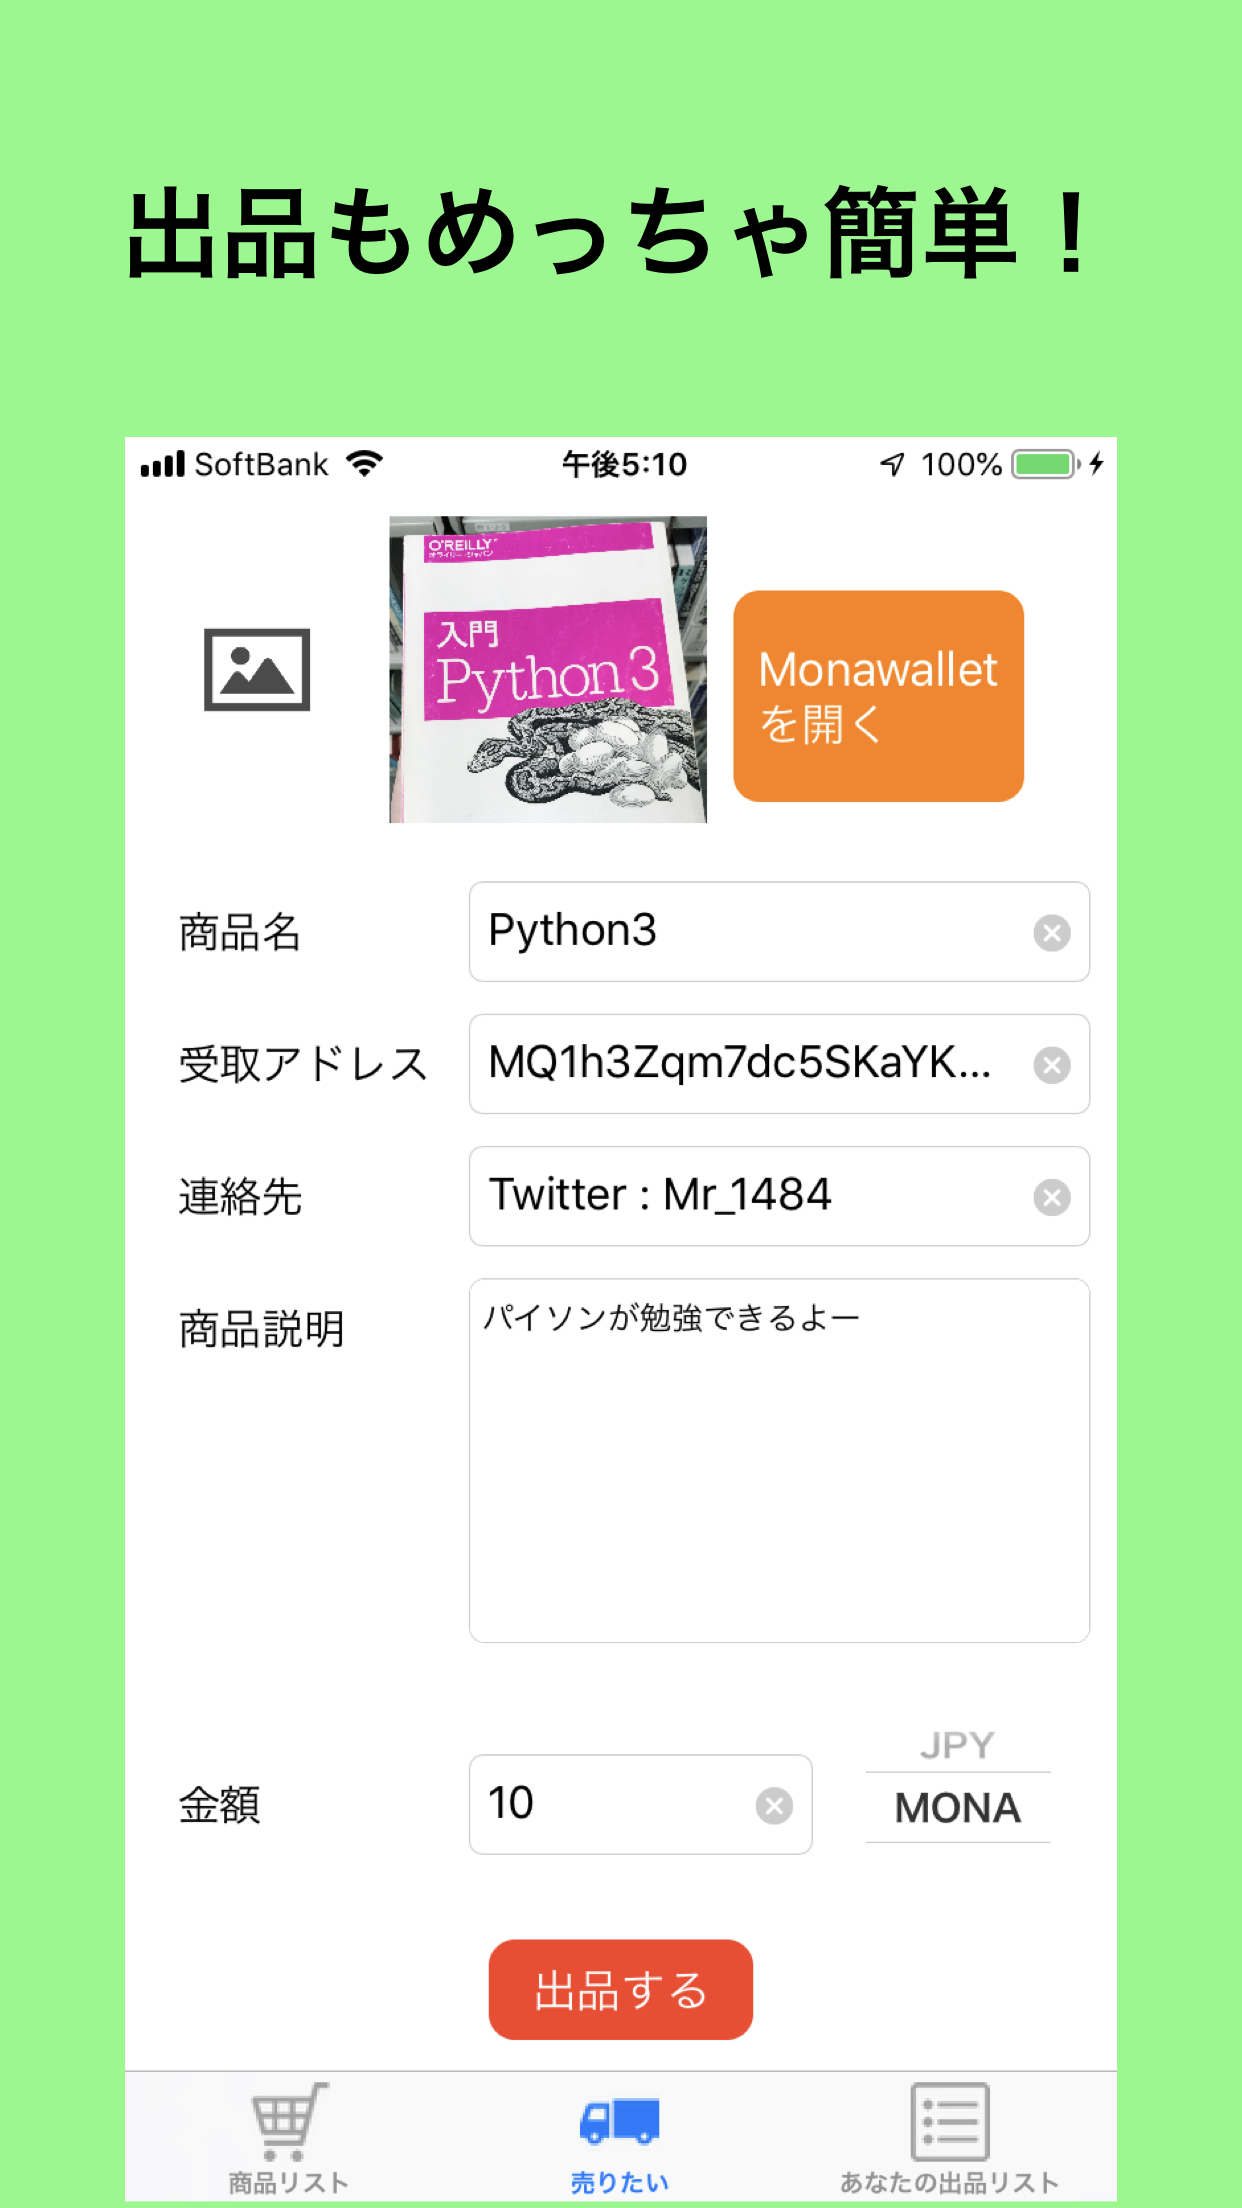 出品もめっちゃ簡単！
SoftBank 午後5:10 100%
O'REILLY
オライリー・ジャパン
入門
Python 3
Monawallet
を開く
商品名 Python3
受取アドレス MQ1h3Zqm7dc5SKaYK...
連絡先 Twitter : Mr_1484
商品説明 パイソンが勉強できるよー
JPY
金額 10 MONA
出品する
商品リスト 売りたい あなたの出品リスト